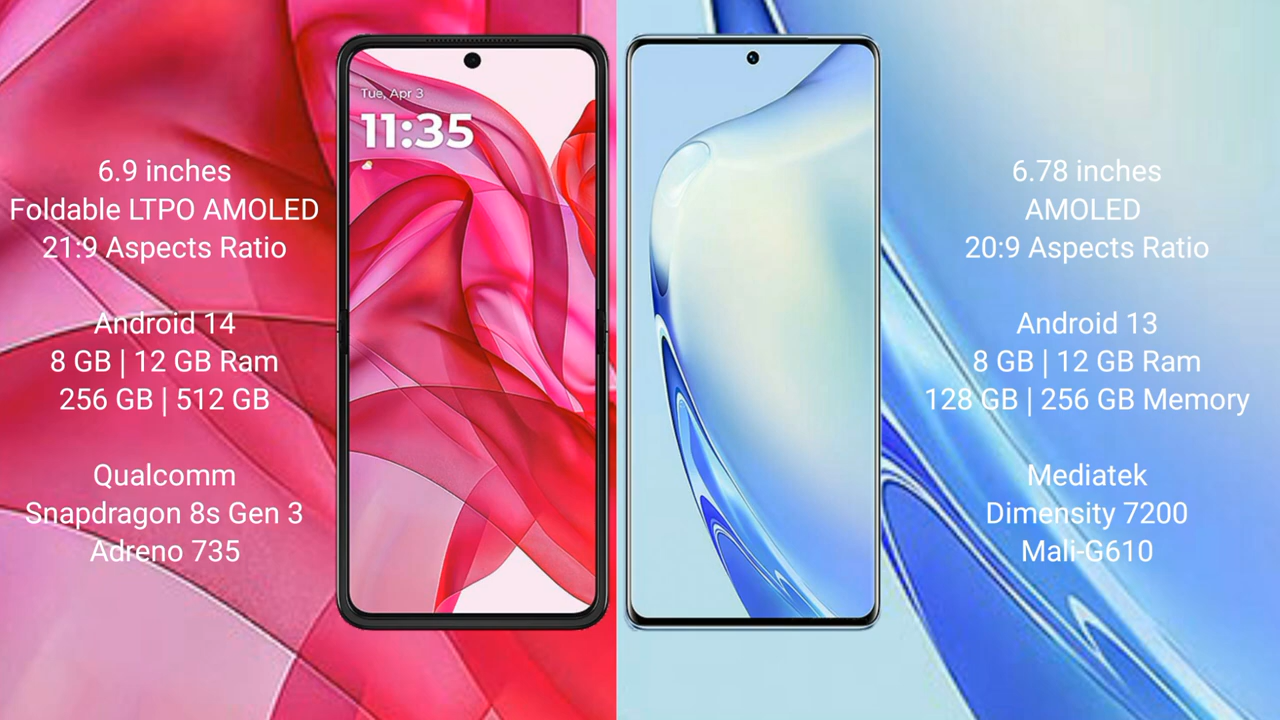 6.9 inches
Foldable LTPO AMOLED
21:9 Aspects Ratio
Android 14
8 GB | 12 GB Ram
256 GB | 512 GB
Qualcomm
Snapdragon 8s Gen 3
Adreno 735
Tue, Apr 3
11:35
6.78 inches
AMOLED
20:9 Aspects Ratio
Android 13
8 GB | 12 GB Ram
128 GB | 256 GB Memory
Mediatek
Dimensity 7200
Mali-G610